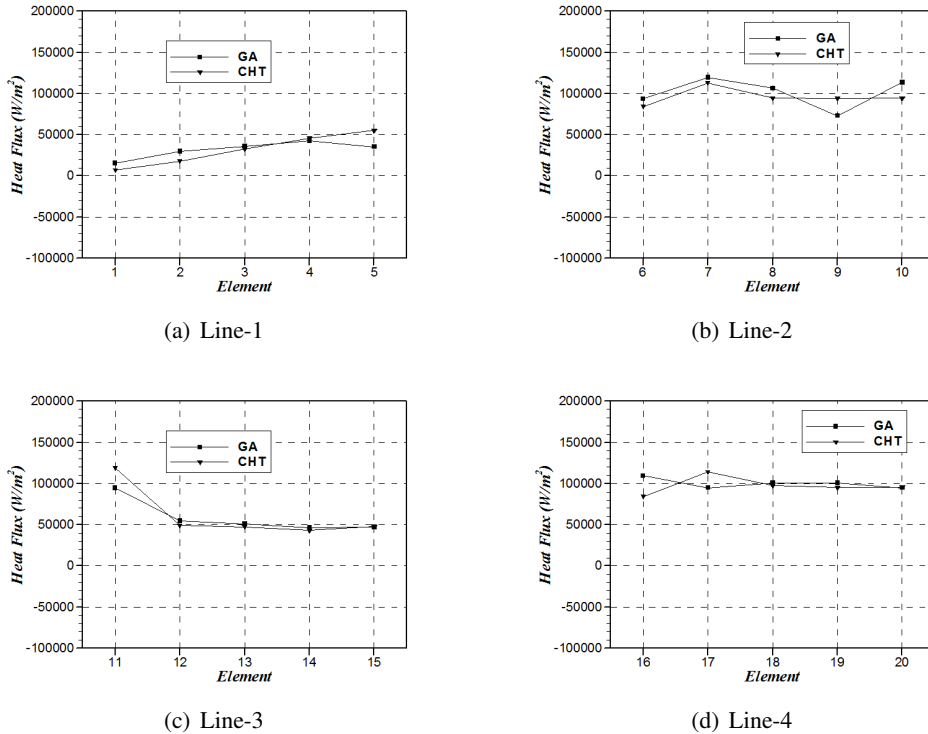 200000
150000
100000
50000
0
-50000
-100000
Heat Flux (W/m²)
GA
CHT
1 2 3 4 5
Element
(a) Line-1
200000
150000
100000
50000
0
-50000
-100000
Heat Flux (W/m²)
GA
CHT
6 7 8 9 10
Element
(b) Line-2
200000
150000
100000
50000
0
-50000
-100000
Heat Flux (W/m²)
GA
CHT
11 12 13 14 15
Element
(c) Line-3
200000
150000
100000
50000
0
-50000
-100000
Heat Flux (W/m²)
GA
CHT
16 17 18 19 20
Element
(d) Line-4